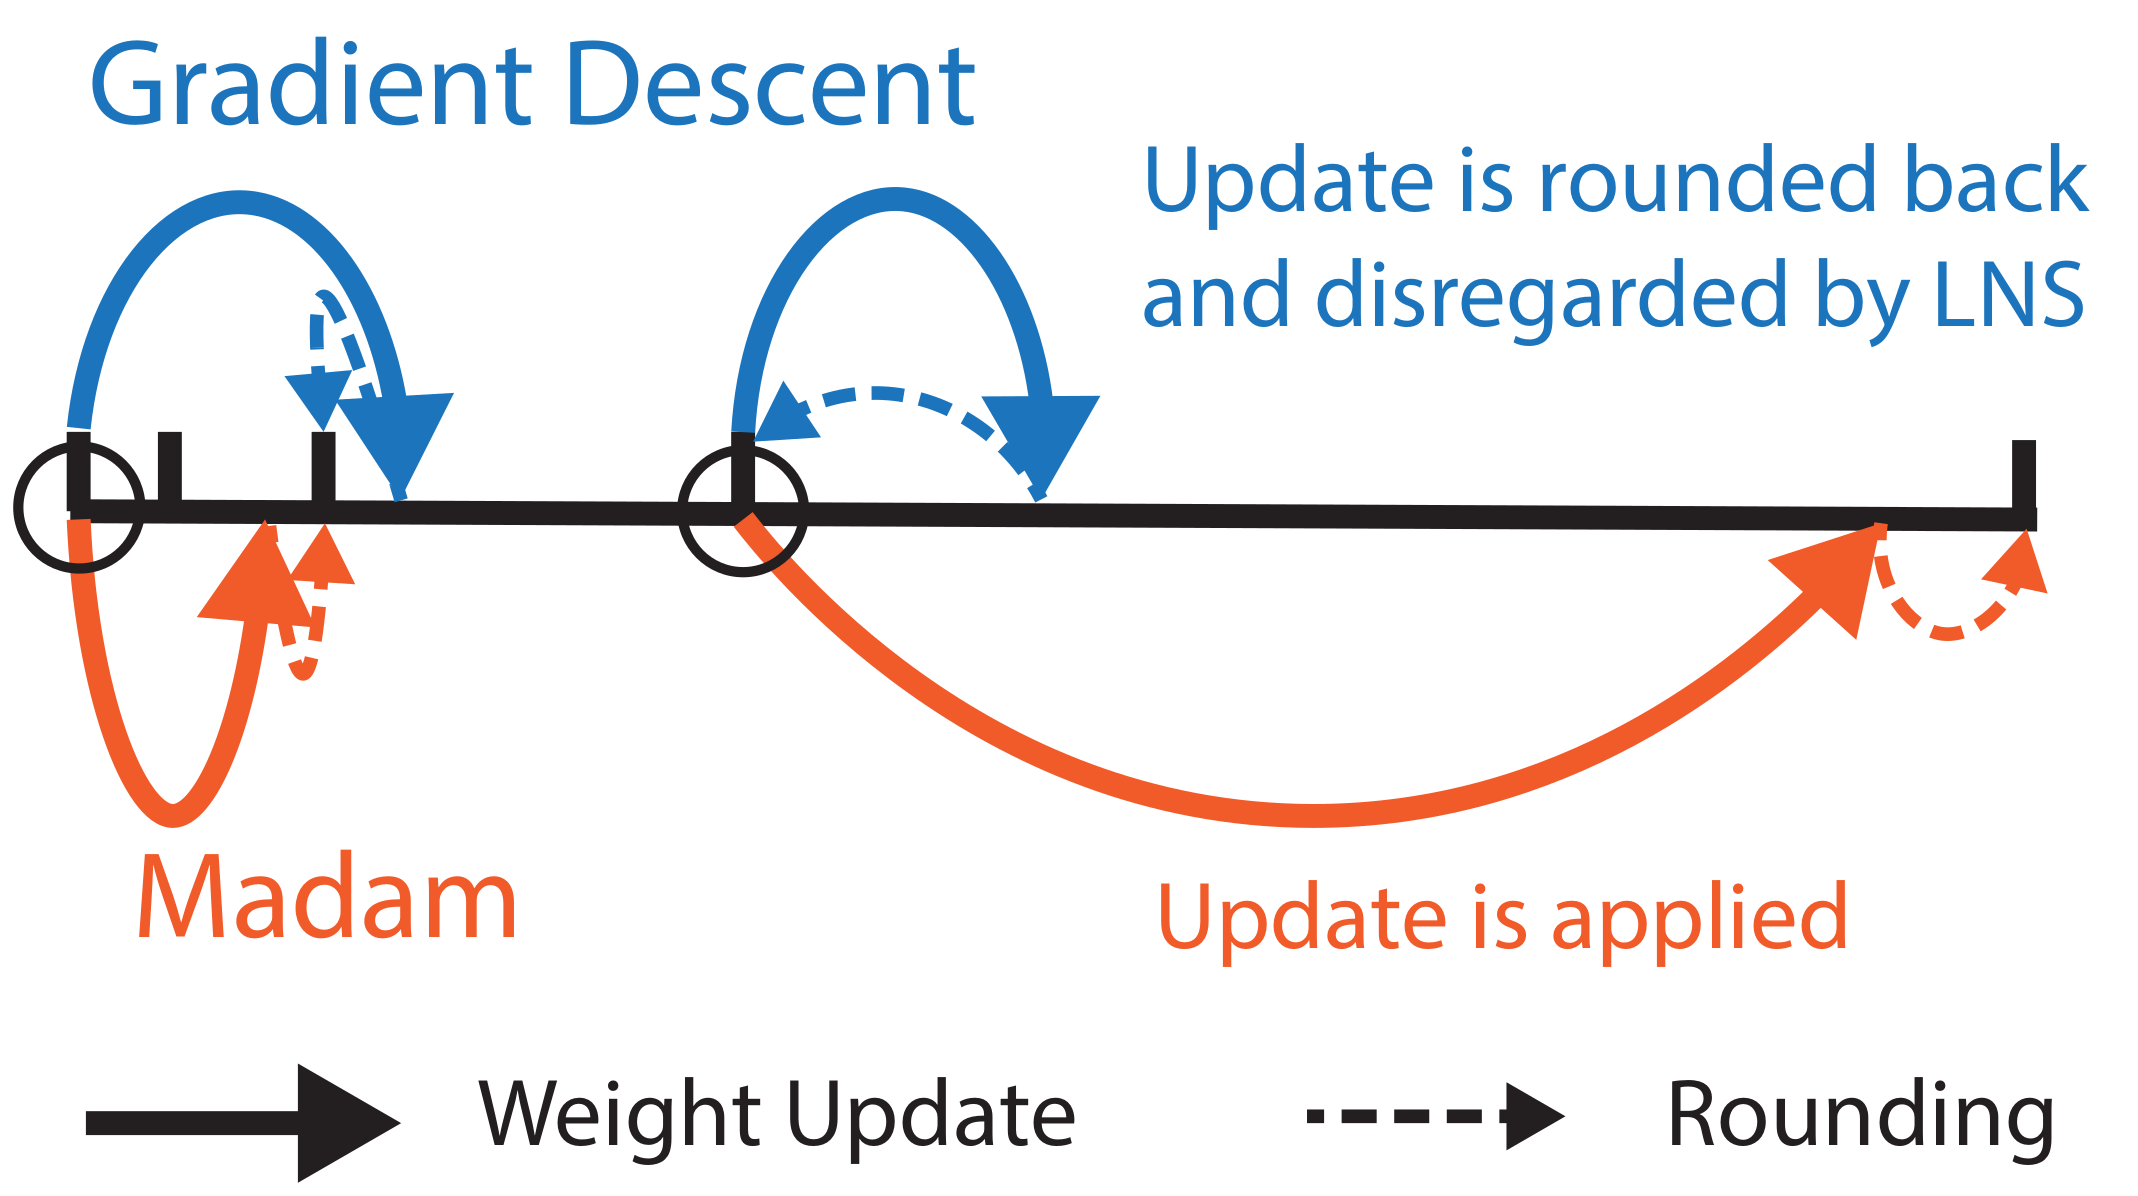 Gradient Descent
Update is rounded back
and disregarded by LNS
Madam
Update is applied
Weight Update
Rounding